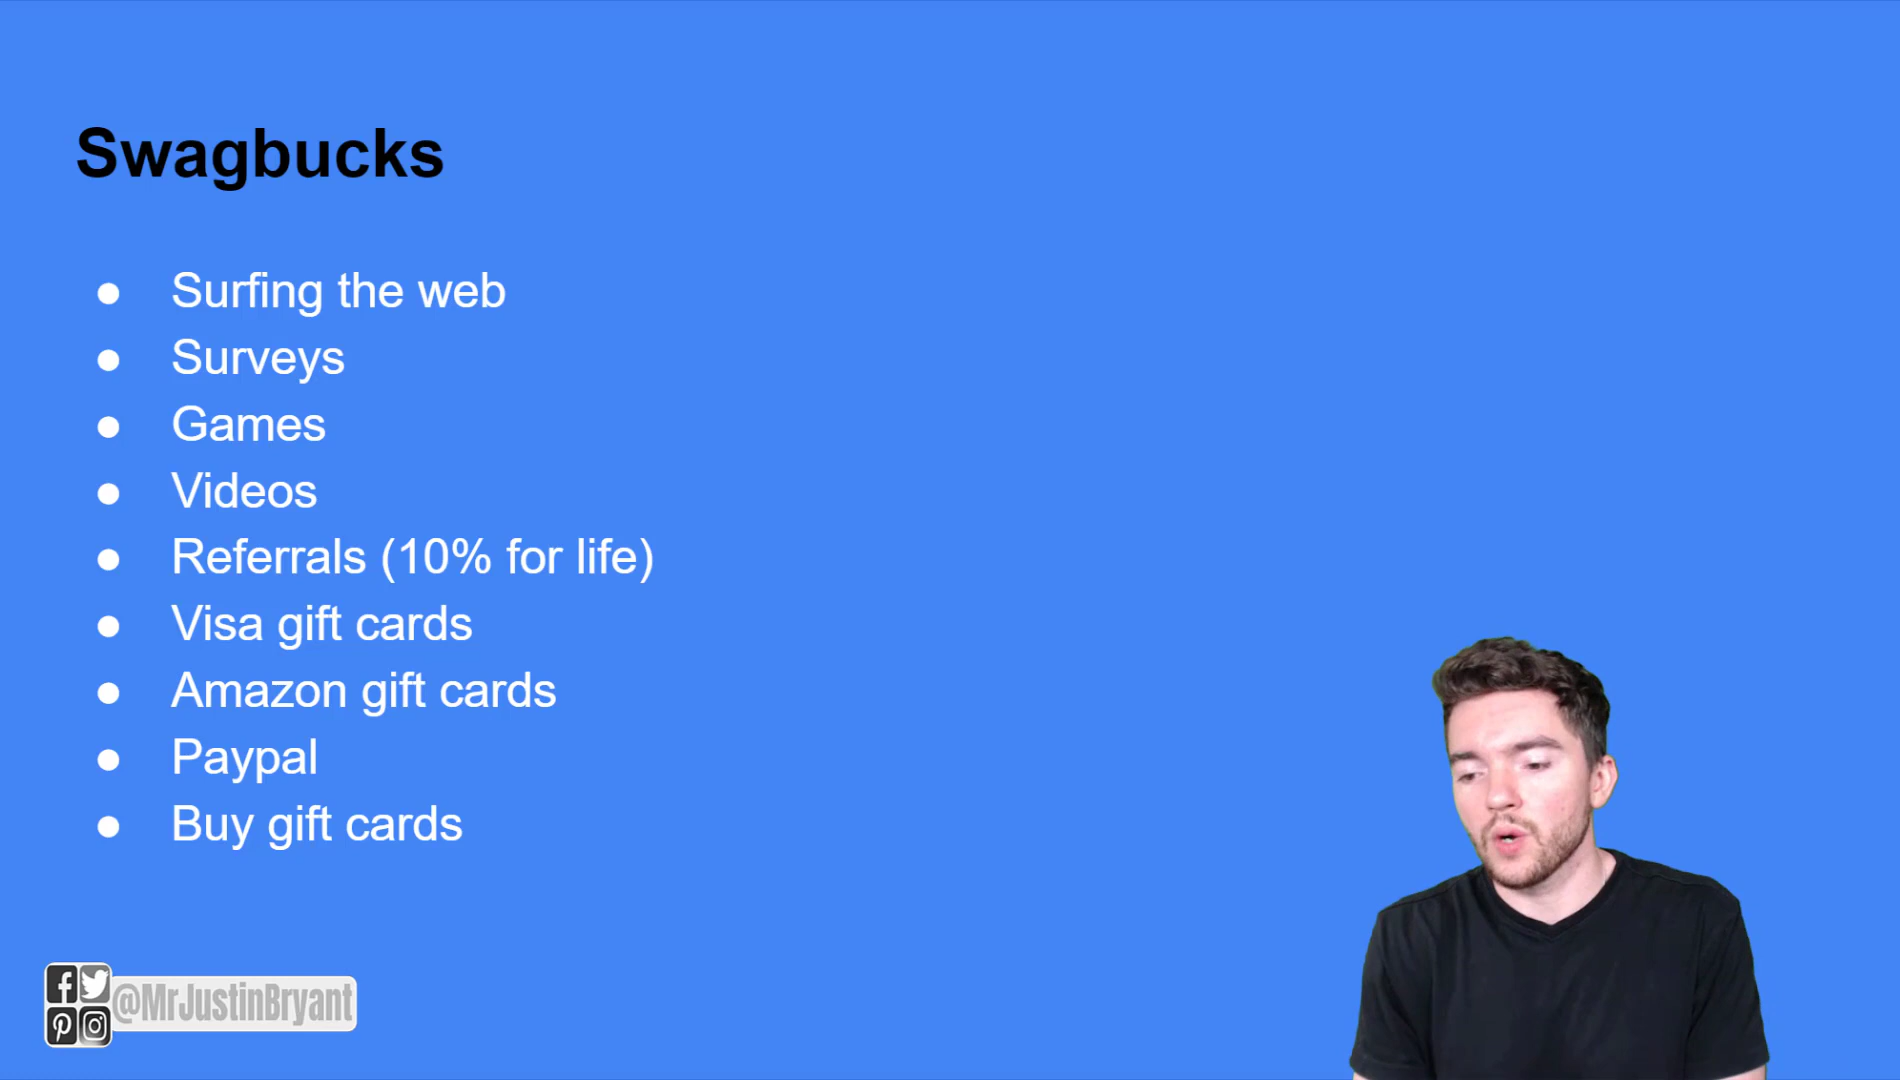 Swagbucks
● Surfing the web
● Surveys
● Games
● Videos
● Referrals (10% for life)
● Visa gift cards
● Amazon gift cards
● Paypal
● Buy gift cards
@MrJustinBryant